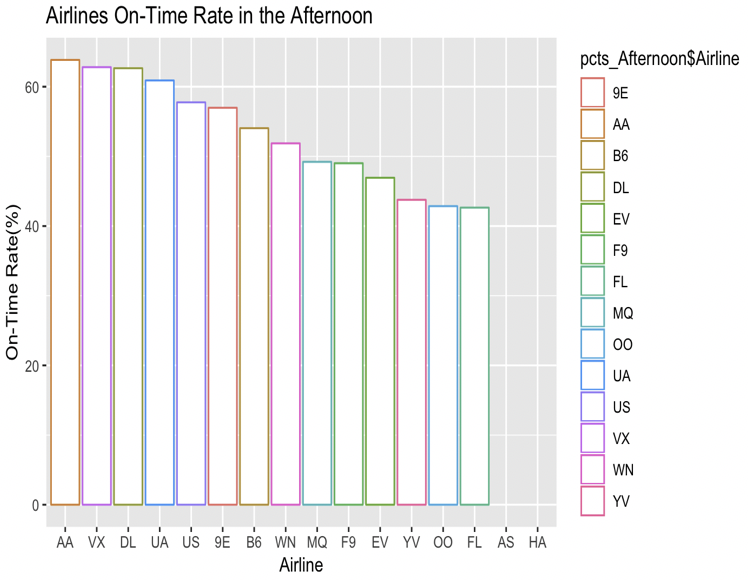 Airlines On-Time Rate in the Afternoon
On-Time Rate(%)
60
40
20
0
AA VX DL UA US 9E B6 WN MQ F9 EV YV OO FL AS HA
Airline
pcts_Afternoon$Airline
9E
AA
B6
DL
EV
F9
FL
MQ
OO
UA
US
VX
WN
YV